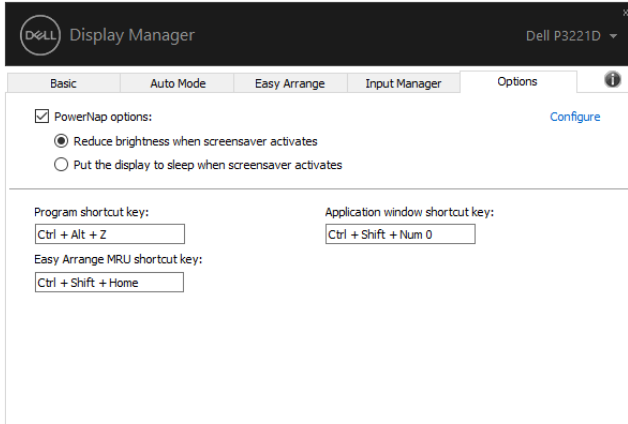 x
DELL Display Manager Dell P3221D
Basic Auto Mode Easy Arrange Input Manager Options i
PowerNap options: Configure
Reduce brightness when screensaver activates
Put the display to sleep when screensaver activates
Program shortcut key: Application window shortcut key:
Ctrl + Alt + Z Ctrl + Shift + Num 0
Easy Arrange MRU shortcut key:
Ctrl + Shift + Home